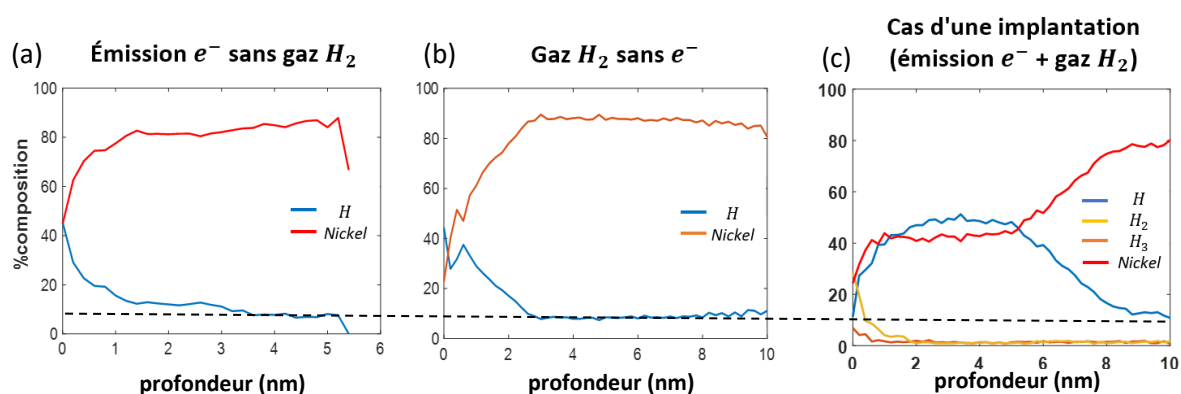 (a) Émission e⁻ sans gaz H₂
%composition
100
80
60
40
20
0
0 1 2 3 4 5 6
profondeur (nm)
H
Nickel
(b) Gaz H₂ sans e⁻
100
80
60
40
20
0
0 2 4 6 8 10
profondeur (nm)
H
Nickel
Cas d'une implantation
(c) (émission e⁻ + gaz H₂)
100
80
60
40
20
0
0 2 4 6 8 10
profondeur (nm)
H
H₂
H₃
Nickel